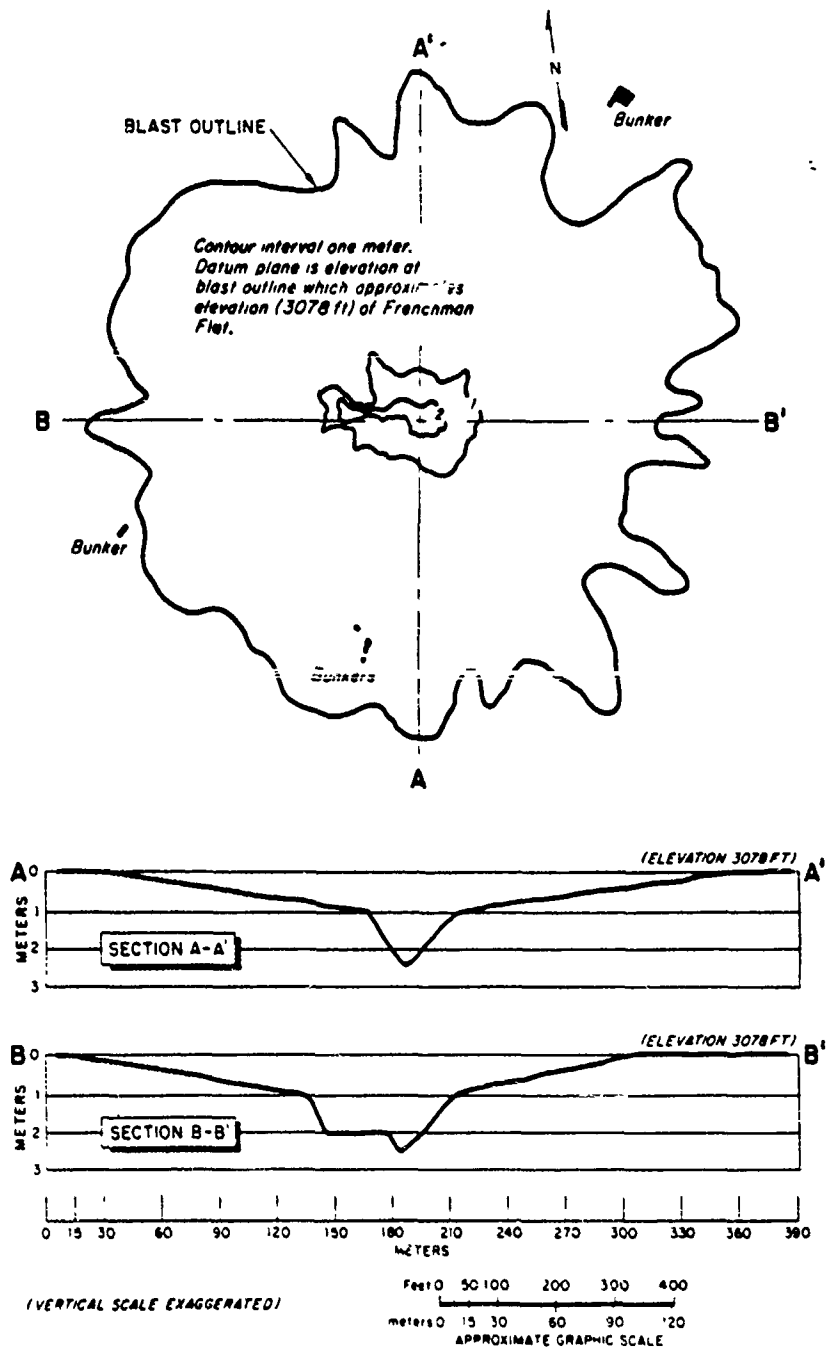 A'
N
Bunker
BLAST OUTLINE
Contour interval one meter.
Datum plane is elevation at
blast outline which
elevation (3078 ft) of Frenchman
Flat.
1
2
B
B'
Bunker
Bunkers
A
(ELEVATION 3078 FT)
A
A'
METERS
0
1
2
3
SECTION A-A'
(ELEVATION 3078 FT)
B
B'
METERS
0
1
2
3
SECTION B-B'
0 15 30 60 90 120 150 180 210 240 270 300 330 360 390
METERS
(VERTICAL SCALE EXAGGERATED)
Feet 0 50 100 200 300 400
meters 0 15 30 60 90 120
APPROXIMATE GRAPHIC SCALE